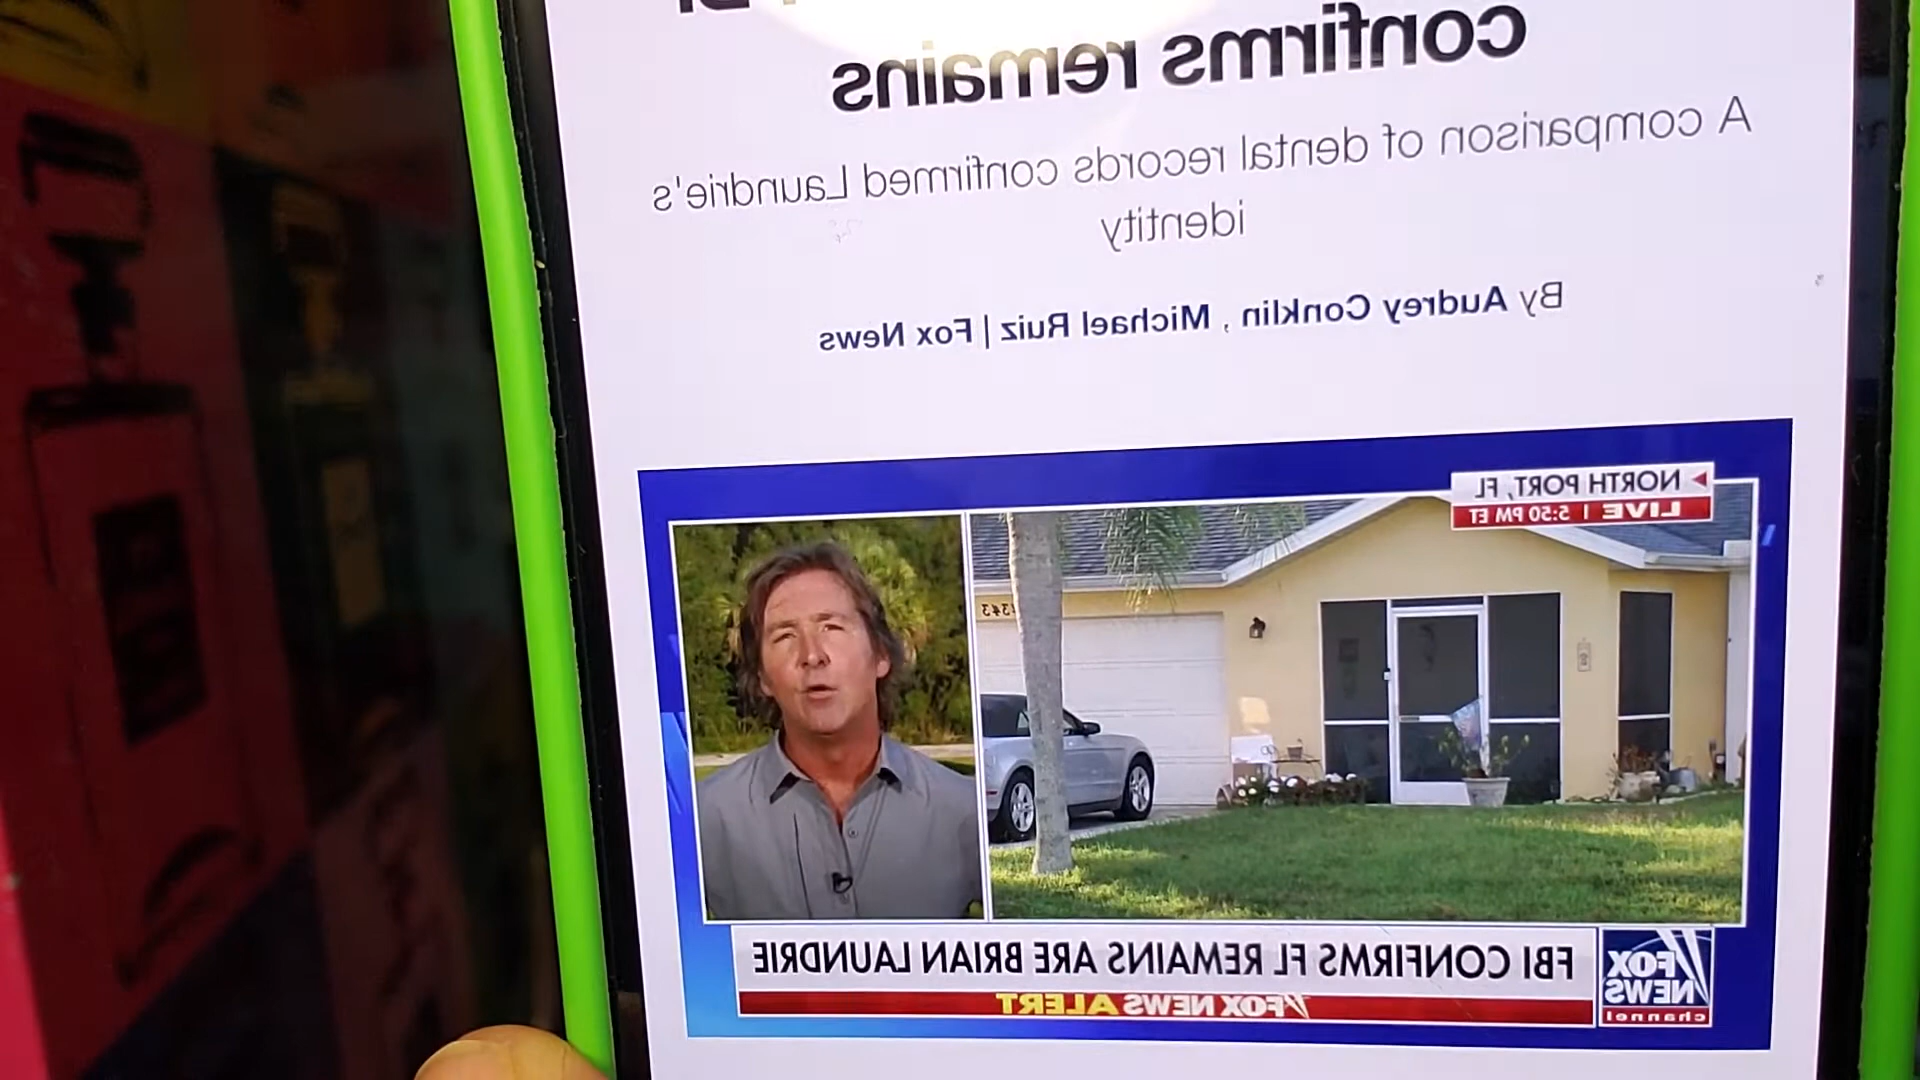 confirms remains
A comparison of dental records confirmed Laundrie's
identity
By Audrey Conklin , Michael Ruiz | Fox News
NORTH PORT, FL
LIVE | 5:50 PM ET
FBI CONFIRMS FL REMAINS ARE BRIAN LAUNDRIE
FOX NEWS ALERT
FOX
NEWS
channel